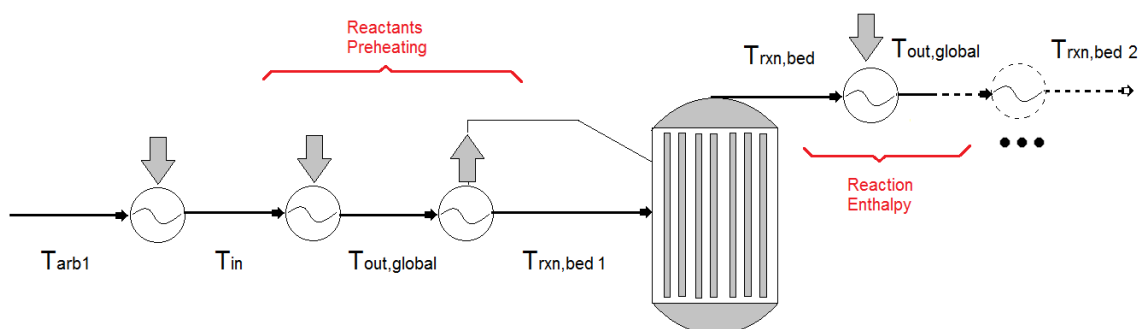 Reactants
Preheating
Trxn,bed
Tout,global
Trxn,bed 2
Reaction
Enthalpy
Tarb1
Tin
Tout,global
Trxn,bed 1